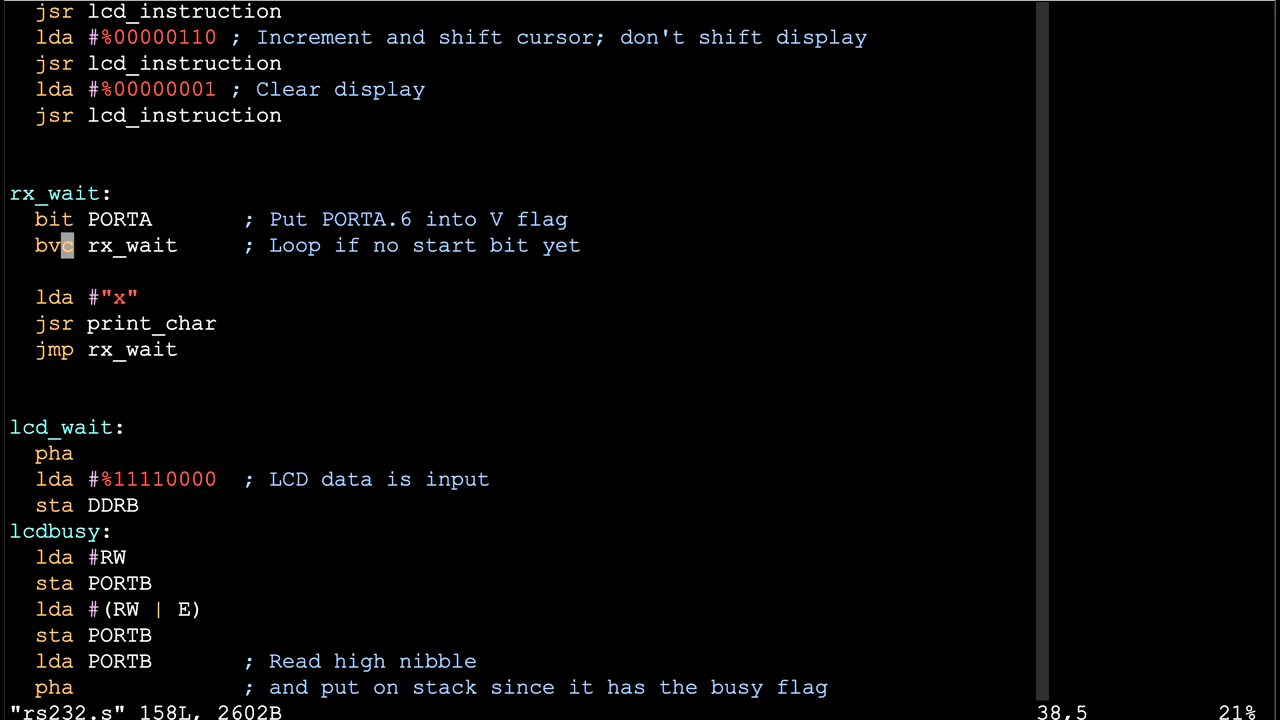 jsr lcd_instruction
  lda #%00000110 ; Increment and shift cursor; don't shift display
  jsr lcd_instruction
  lda #%00000001 ; Clear display
  jsr lcd_instruction
rx_wait:
  bit PORTA       ; Put PORTA.6 into V flag
  bvc rx_wait     ; Loop if no start bit yet
  lda #"x"
  jsr print_char
  jmp rx_wait
lcd_wait:
  pha
  lda #%11110000  ; LCD data is input
  sta DDRB
lcdbusy:
  lda #RW
  sta PORTB
  lda #(RW | E)
  sta PORTB
  lda PORTB       ; Read high nibble
  pha             ; and put on stack since it has the busy flag
"rs232.s" 158L, 2602B 38,5 21%